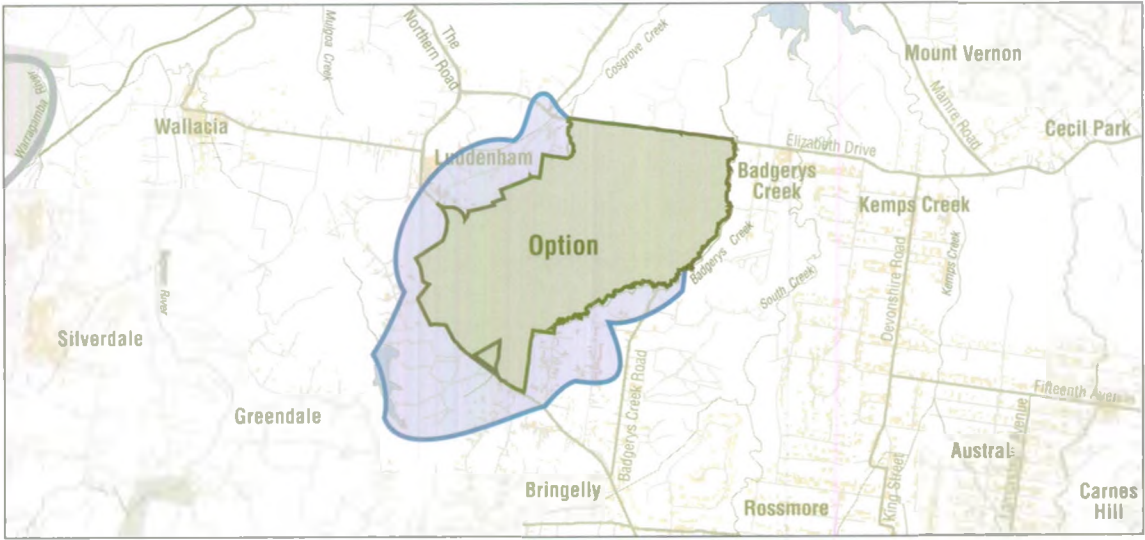 Mulgoa Creek
The
Northern Road
Cosgrove Creek
Mount Vernon
Warragamba River
Wallacia
Mamre Road
Cecil Park
Luddenham
Elizabeth Drive
Badgerys
Creek
Kemps Creek
Option
Badgerys Creek
South Creek
Devonshire Road
Kemps Creek
River
Silverdale
Greendale
Badgerys Creek Road
Fifteenth Avenue
Avenue
Austral
Bringelly
Rossmore
King Street
Carnes
Hill